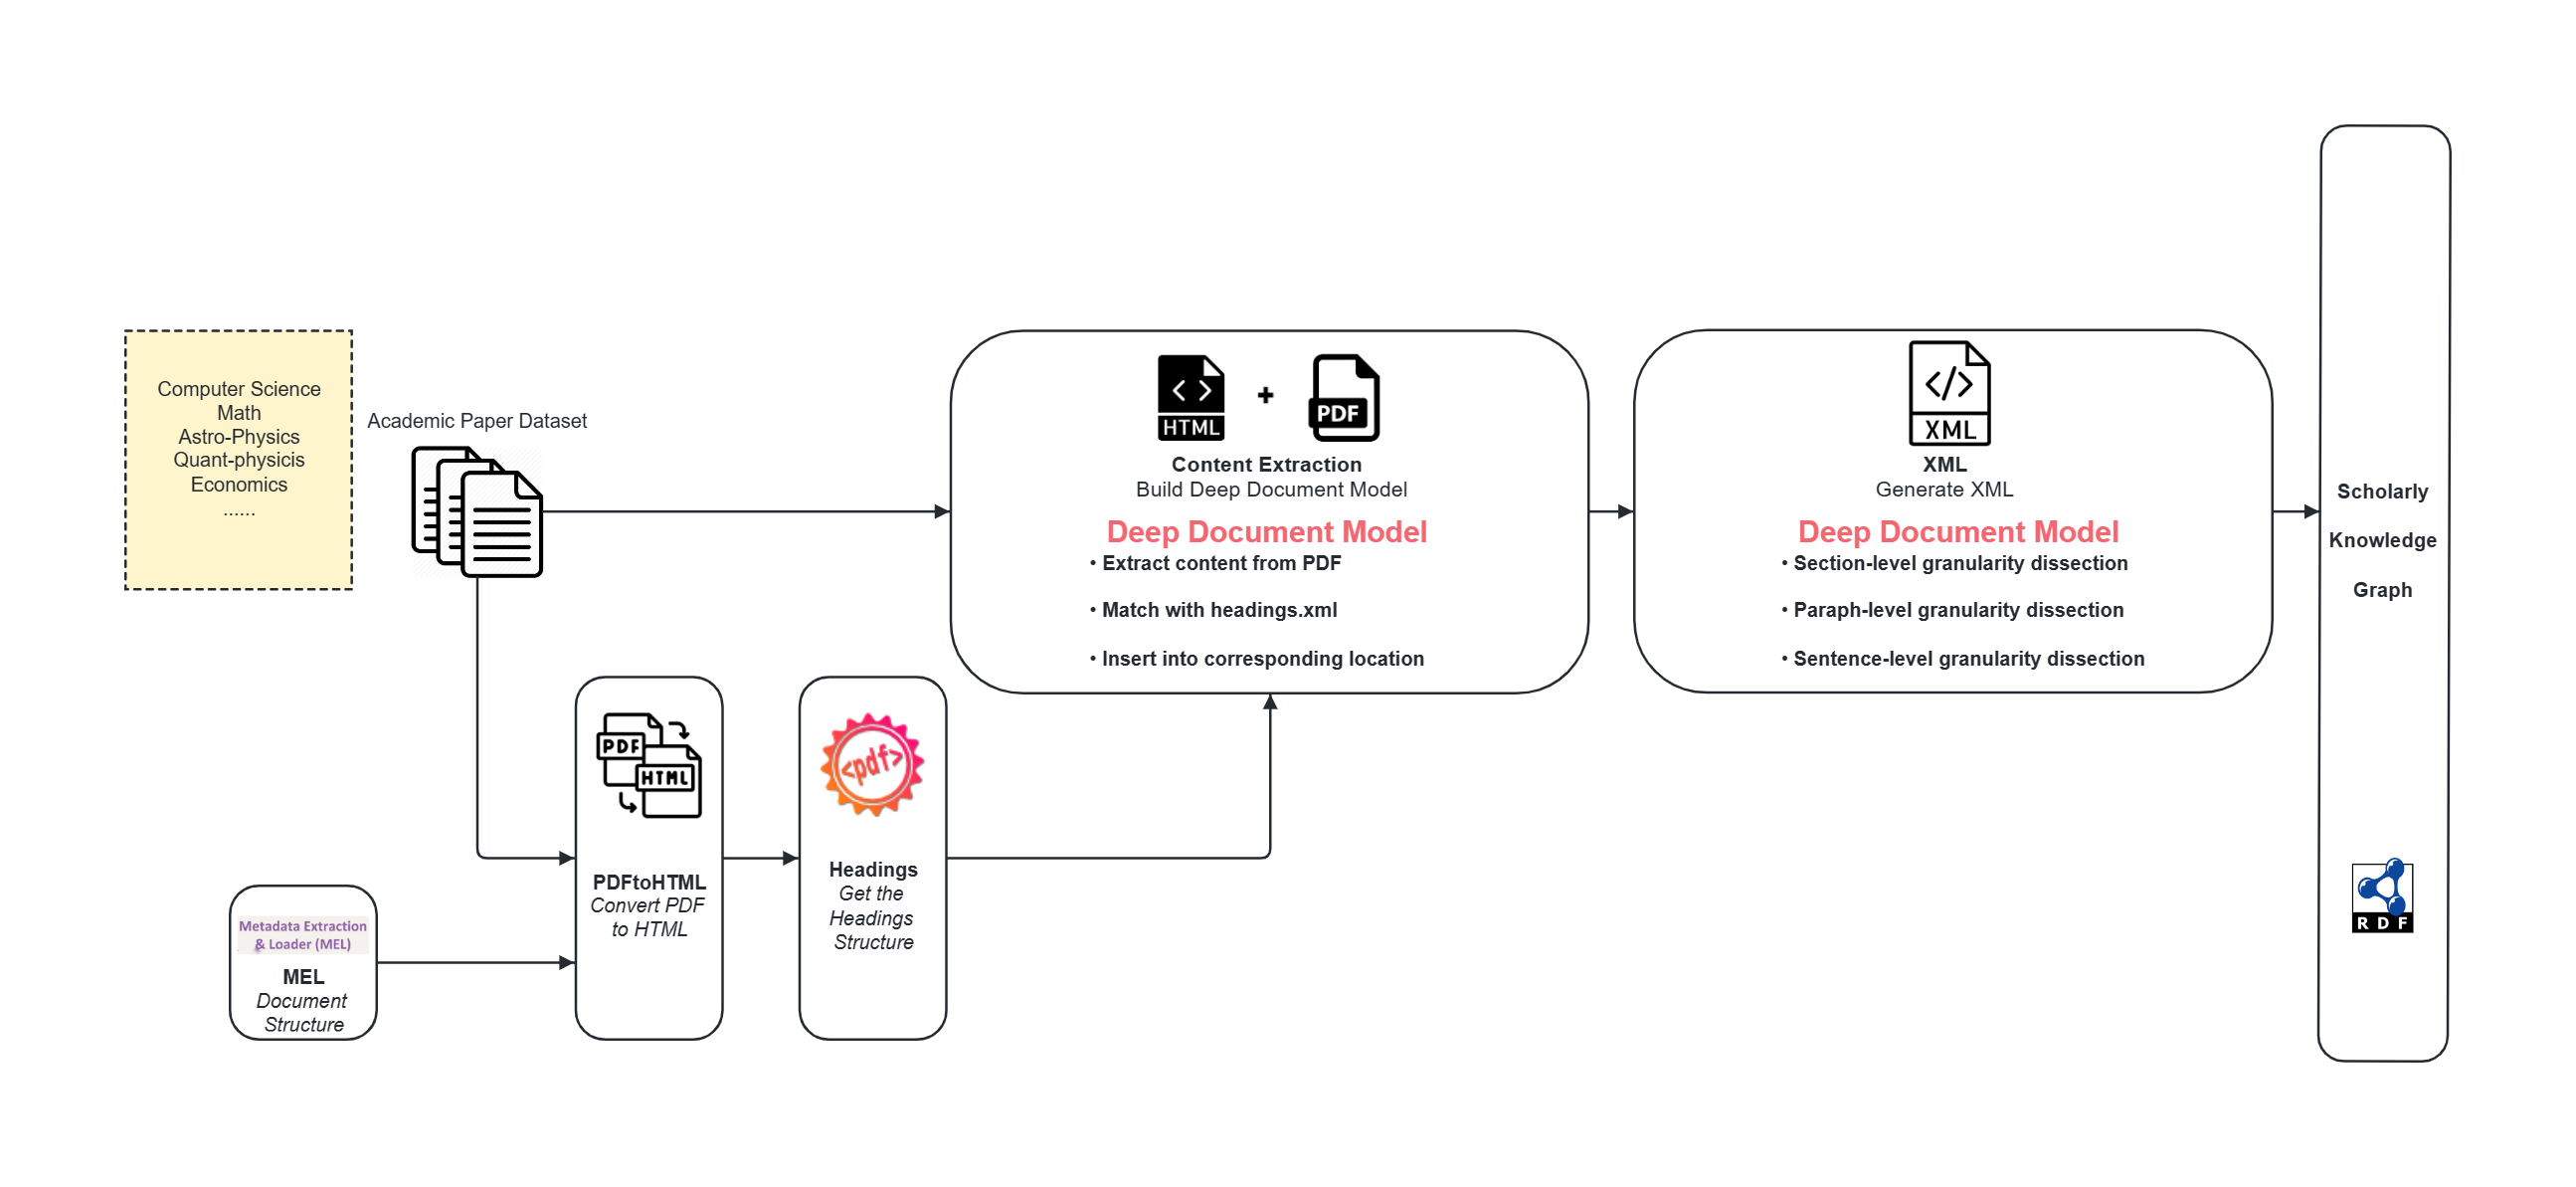 Computer Science
Math
Astro-Physics
Quant-physicis
Economics
......
Academic Paper Dataset
HTML
+
PDF
Content Extraction
Build Deep Document Model
Deep Document Model
• Extract content from PDF
• Match with headings.xml
• Insert into corresponding location
</>
XML
XML
Generate XML
Deep Document Model
• Section-level granularity dissection
• Paraph-level granularity dissection
• Sentence-level granularity dissection
Scholarly
Knowledge
Graph
RDF
PDF
HTML
PDFtoHTML
Convert PDF
to HTML
<pdf>
Headings
Get the
Headings
Structure
Metadata Extraction
& Loader (MEL)
MEL
Document
Structure